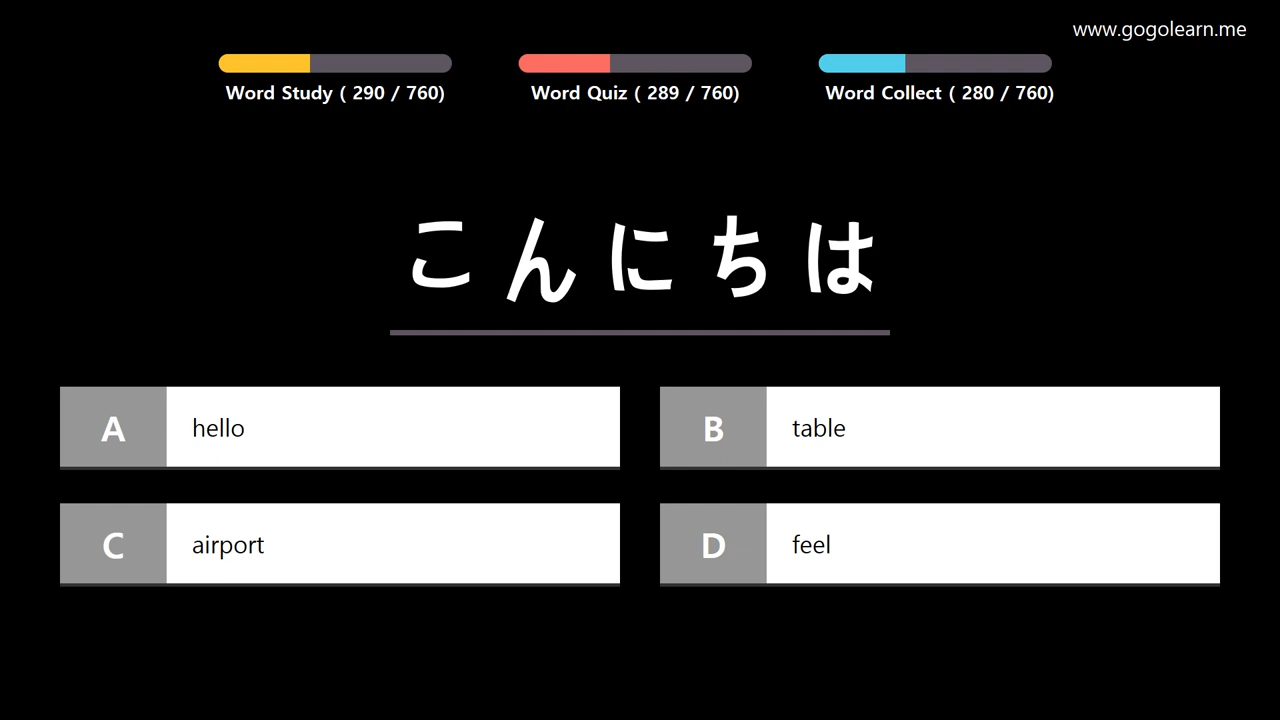 www.gogolearn.me
Word Study ( 290 / 760)
Word Quiz ( 289 / 760)
Word Collect ( 280 / 760)
こんにちは
A hello
B table
C airport
D feel